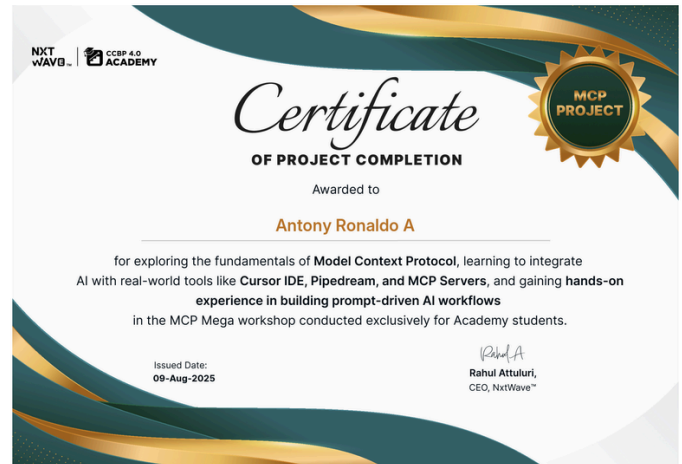 NXT
WAVE™
CCBP 4.0
ACADEMY
MCP
PROJECT
Certificate
OF PROJECT COMPLETION
Awarded to
Antony Ronaldo A
for exploring the fundamentals of Model Context Protocol, learning to integrate
AI with real-world tools like Cursor IDE, Pipedream, and MCP Servers, and gaining hands-on
experience in building prompt-driven AI workflows
in the MCP Mega workshop conducted exclusively for Academy students.
Issued Date:
09-Aug-2025
Rahul A
Rahul Attuluri,
CEO, NxtWave™